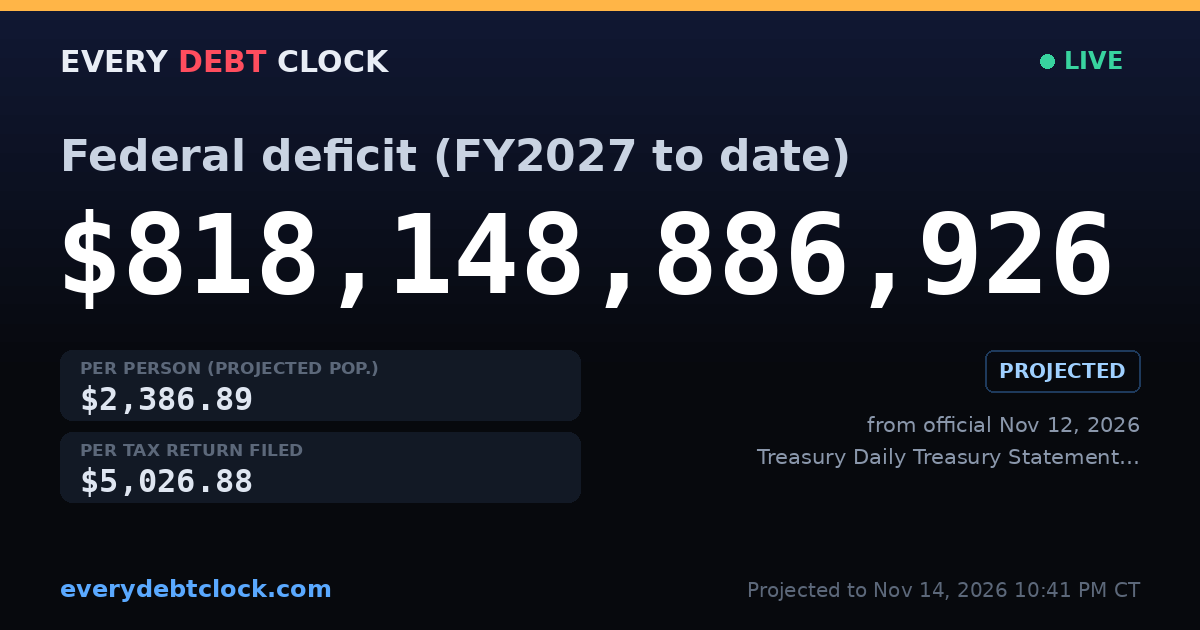 EVERY DEBT CLOCK
LIVE
Federal deficit (FY2027 to date)
$818,148,886,926
PER PERSON (PROJECTED POP.)
$2,386.89
PER TAX RETURN FILED
$5,026.88
PROJECTED
from official Nov 12, 2026
Treasury Daily Treasury Statement...
everydebtclock.com
Projected to Nov 14, 2026 10:41 PM CT